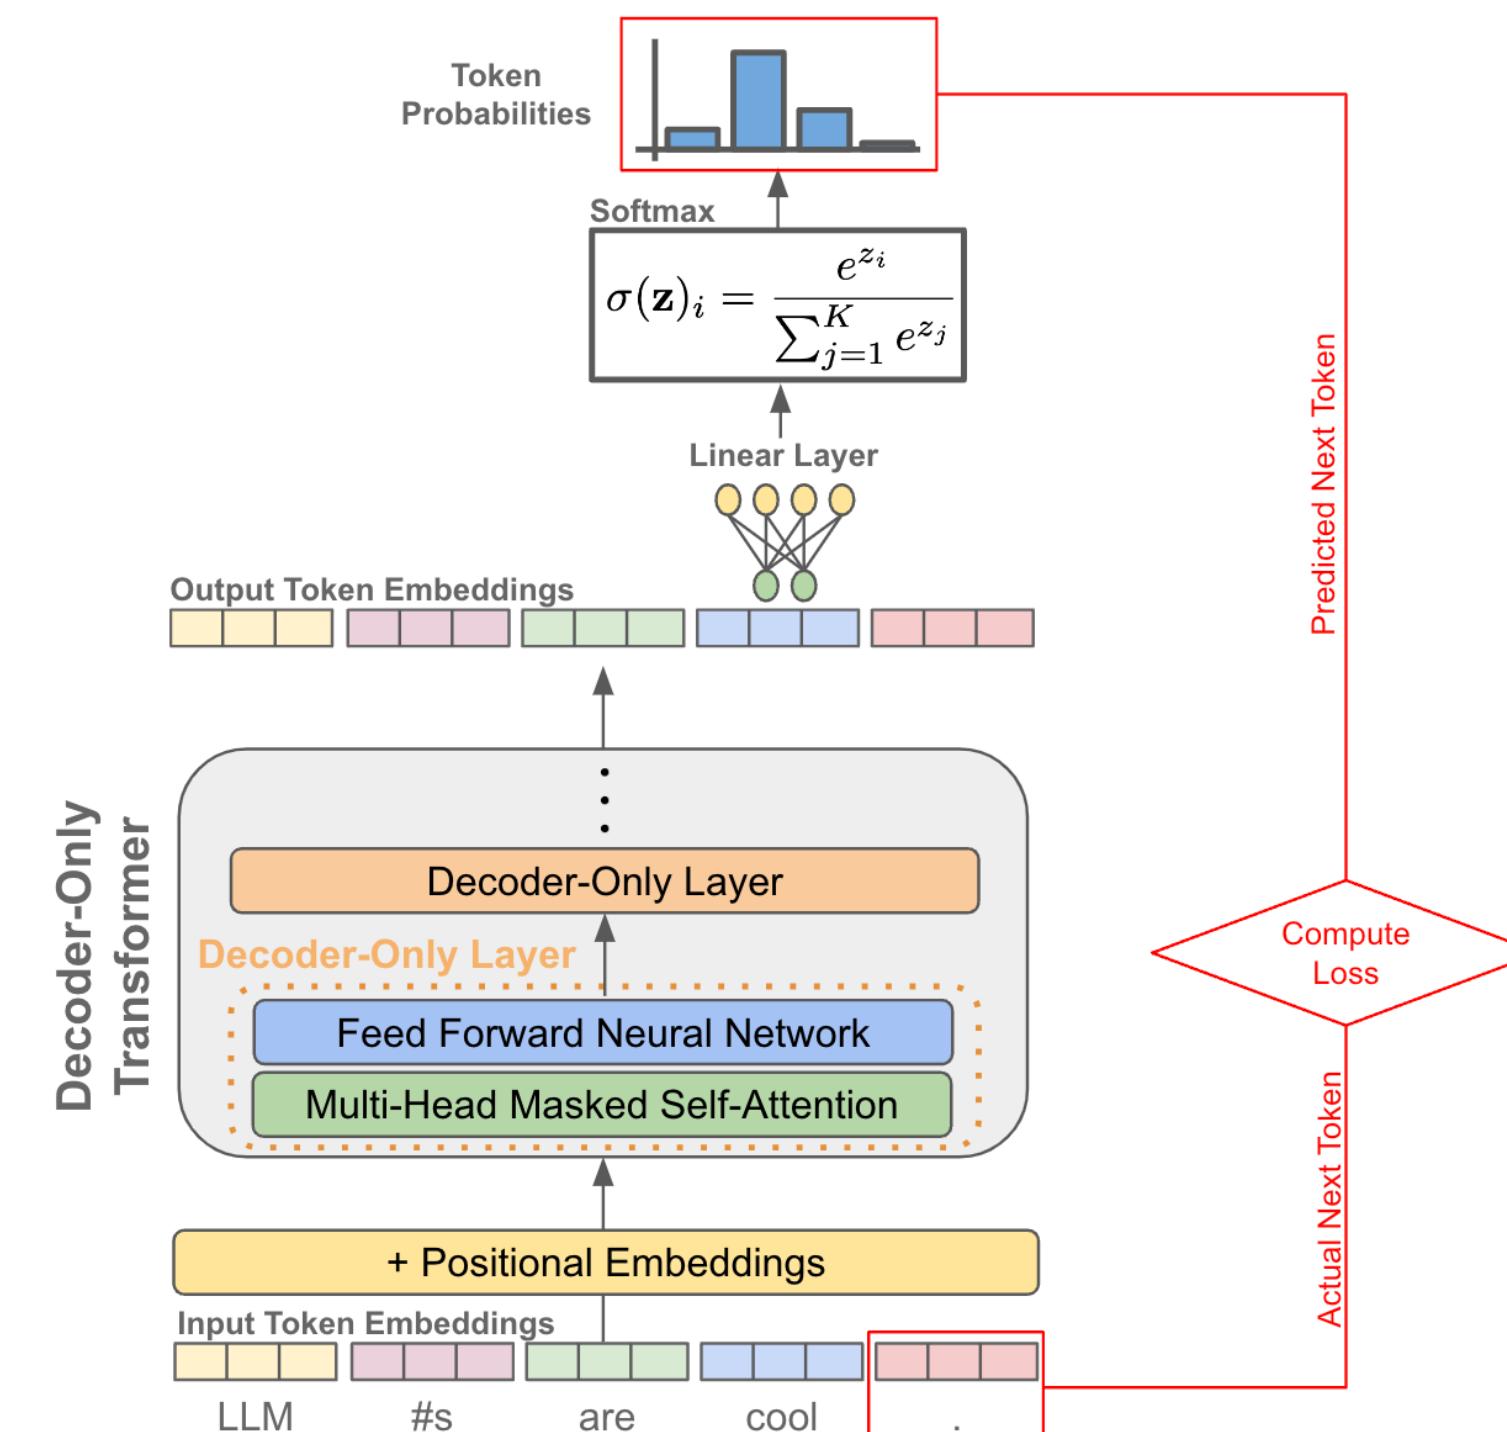 Token
Probabilities
Softmax
σ(𝐳)ᵢ = e^{z_i} / ∑_{j=1}^{K} e^{z_j}
Linear Layer
Output Token Embeddings
Predicted Next Token
Decoder-Only
Transformer
Decoder-Only Layer
Decoder-Only Layer
Feed Forward Neural Network
Multi-Head Masked Self-Attention
Compute
Loss
Actual Next Token
+ Positional Embeddings
Input Token Embeddings
LLM #s are cool .